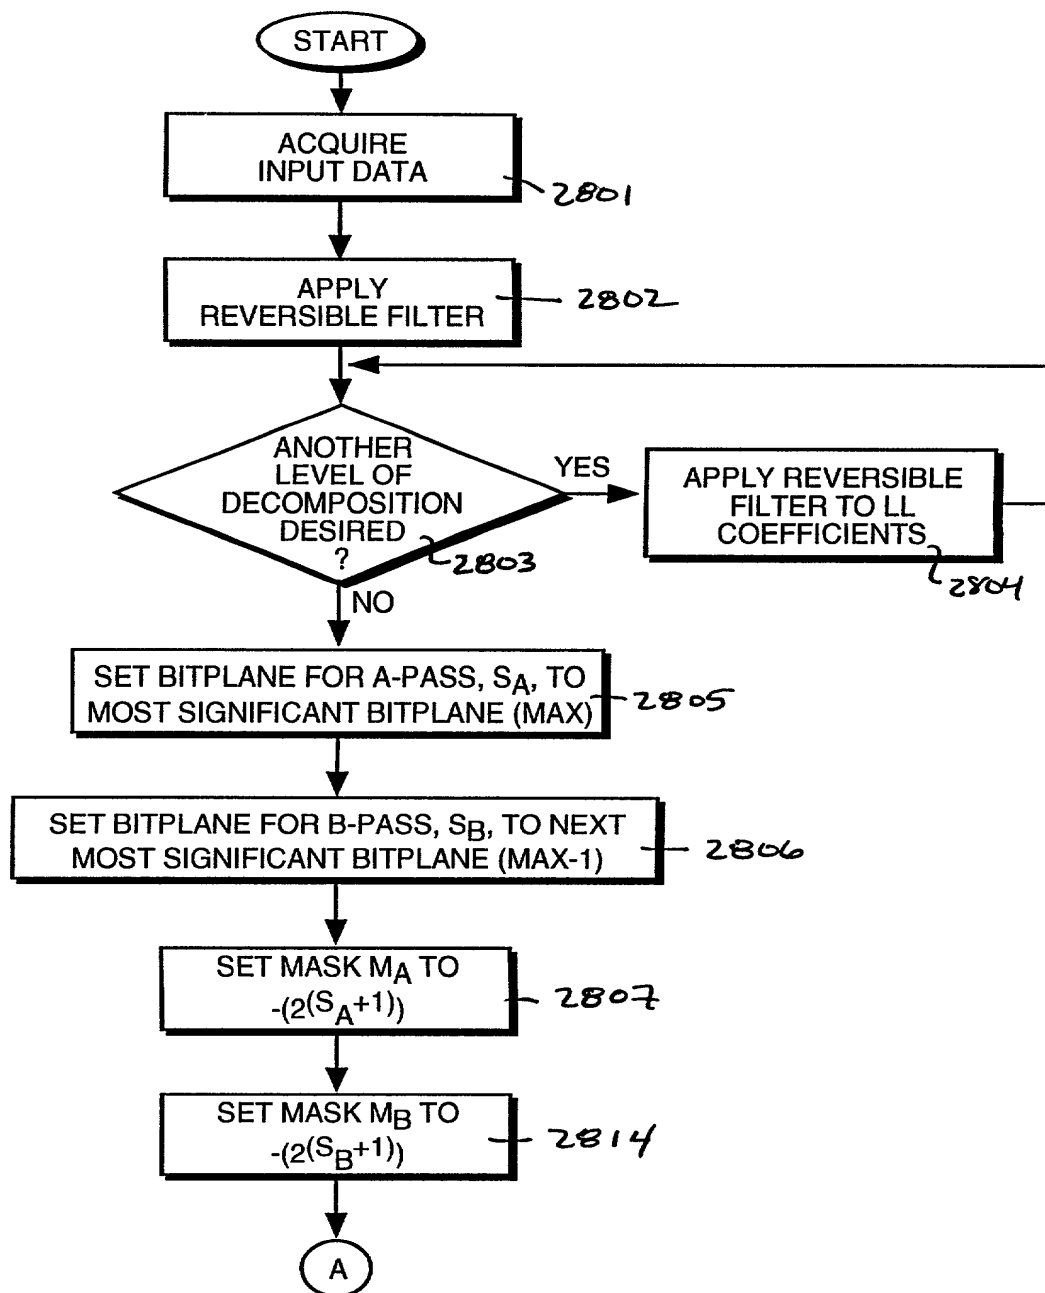 START
ACQUIRE
INPUT DATA
2801
APPLY
REVERSIBLE FILTER
2802
ANOTHER
LEVEL OF
DECOMPOSITION
DESIRED
?
2803
YES
APPLY REVERSIBLE
FILTER TO LL
COEFFICIENTS
2804
NO
SET BITPLANE FOR A-PASS, SA, TO
MOST SIGNIFICANT BITPLANE (MAX)
2805
SET BITPLANE FOR B-PASS, SB, TO NEXT
MOST SIGNIFICANT BITPLANE (MAX-1)
2806
SET MASK MA TO
-(2(SA+1))
2807
SET MASK MB TO
-(2(SB+1))
2814
A